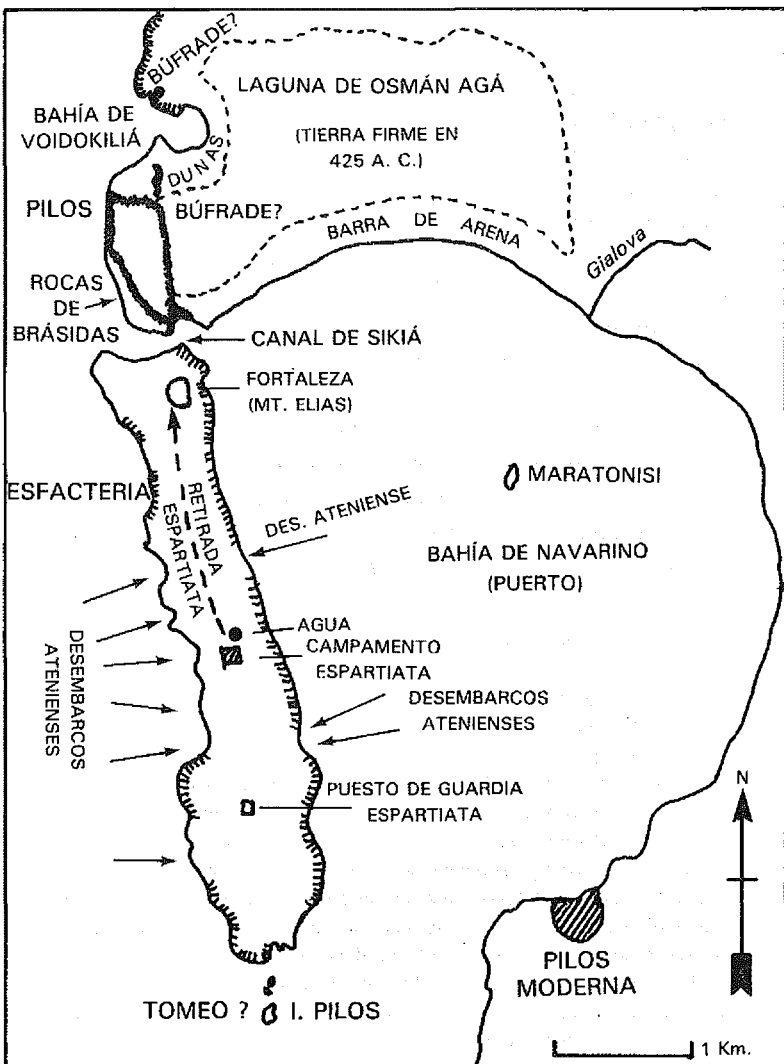 BÚFRADE?
LAGUNA DE OSMÁN AGÁ
BAHÍA DE
VOIDOKILIÁ
(TIERRA FIRME EN
425 A. C.)
DUNAS
PILOS
BÚFRADE?
BARRA DE ARENA
Gialova
ROCAS
DE
BRÁSIDAS
CANAL DE SIKIÁ
FORTALEZA
(MT. ELIAS)
MARATONISI
ESFACTERIA
RETIRADA
ESPARTIATA
DES. ATENIENSE
BAHÍA DE NAVARINO
(PUERTO)
AGUA
CAMPAMENTO
ESPARTIATA
DESEMBARCOS
ATENIENSES
DESEMBARCOS
ATENIENSES
PUESTO DE GUARDIA
ESPARTIATA
N
PILOS
MODERNA
TOMEO ? I. PILOS
1 Km.